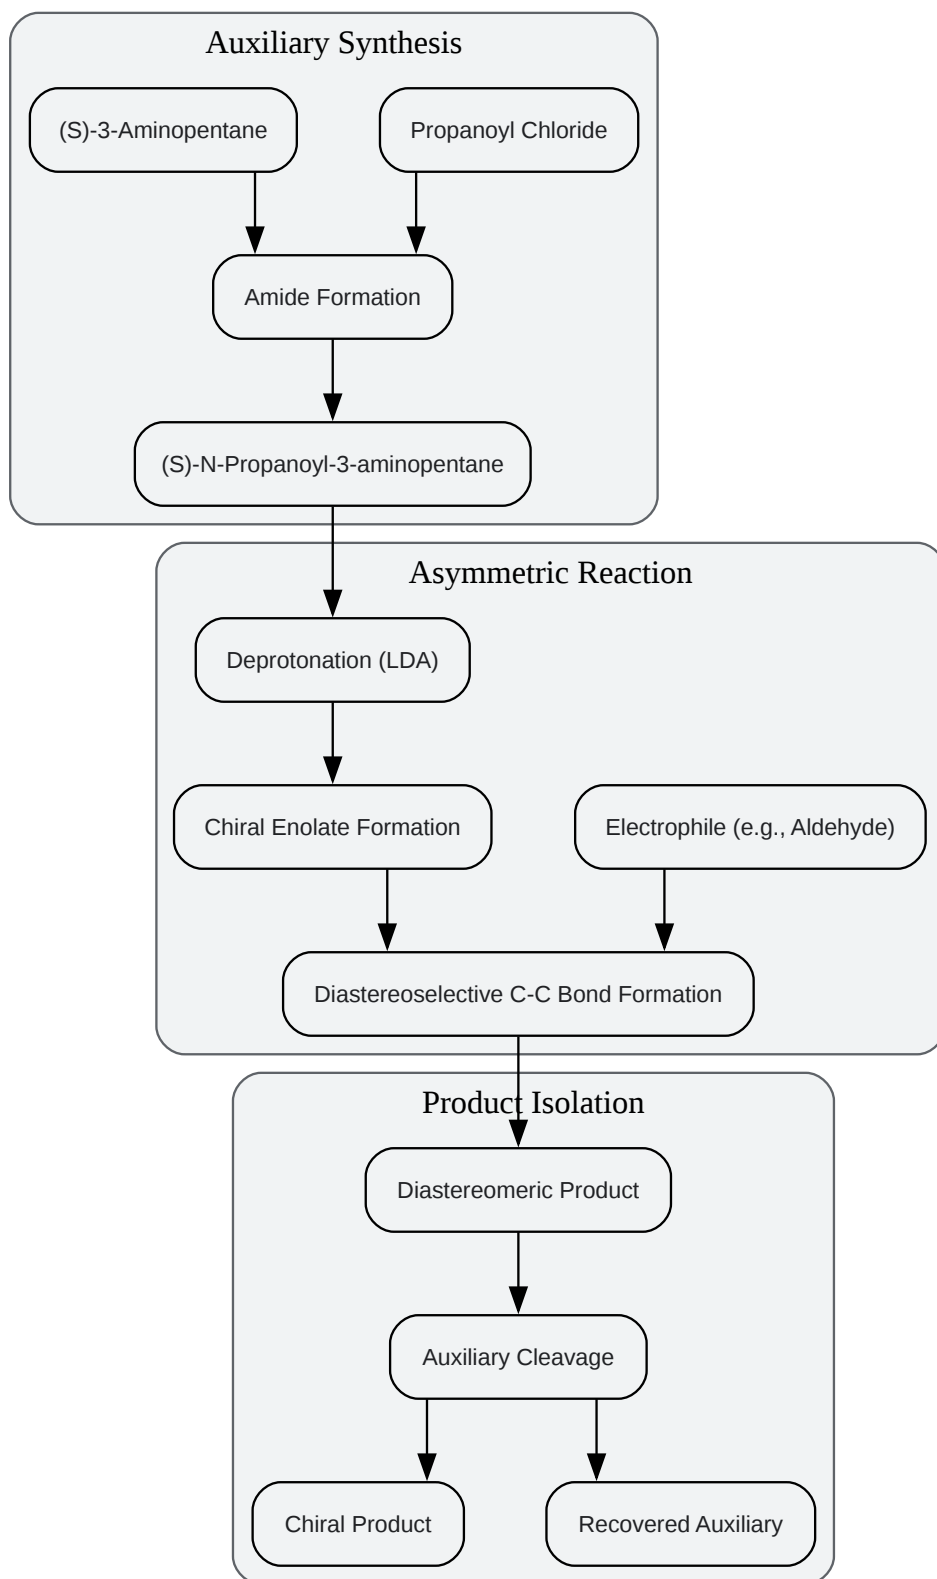 Auxiliary Synthesis
(S)-3-Aminopentane
Propanoyl Chloride
Amide Formation
(S)-N-Propanoyl-3-aminopentane
Asymmetric Reaction
Deprotonation (LDA)
Chiral Enolate Formation
Electrophile (e.g., Aldehyde)
Diastereoselective C-C Bond Formation
Product Isolation
Diastereomeric Product
Auxiliary Cleavage
Chiral Product
Recovered Auxiliary